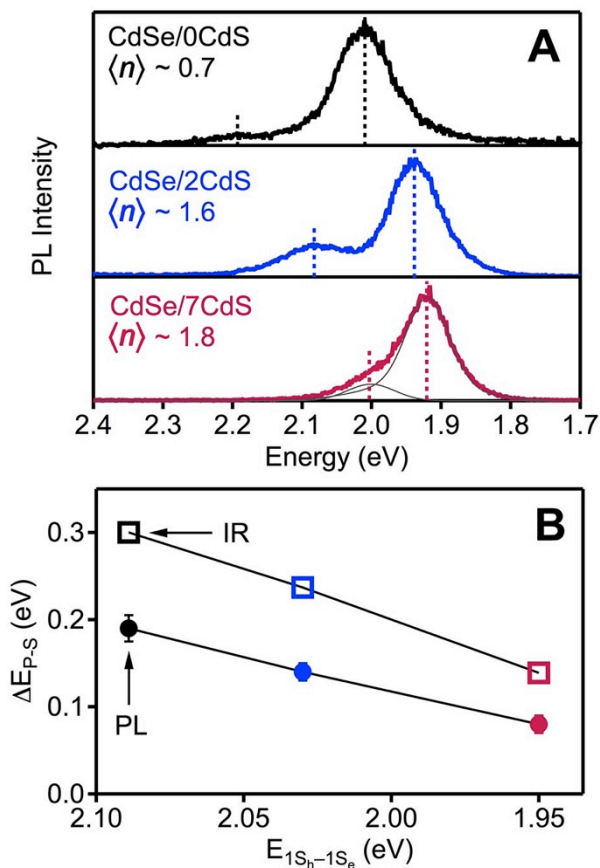 CdSe/0CdS
⟨n⟩ ~ 0.7
A
CdSe/2CdS
⟨n⟩ ~ 1.6
CdSe/7CdS
⟨n⟩ ~ 1.8
PL Intensity
2.4 2.3 2.2 2.1 2.0 1.9 1.8 1.7
Energy (eV)
B
IR
PL
0.3
0.2
0.1
0.0
ΔE_P-S (eV)
2.10 2.05 2.00 1.95
E_1S_h–1S_e (eV)